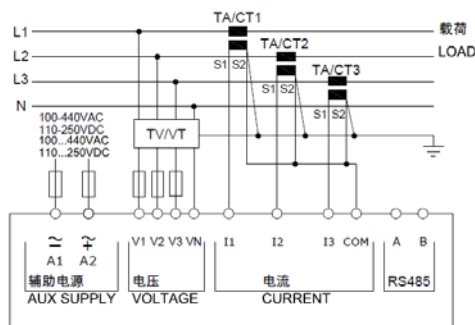 TA/CT1
L1
载荷
TA/CT2
L2
LOAD
S1 S2
TA/CT3
L3
S1 S2
N
S1 S2
100-440VAC
110-250VDC
100...440VAC
110...250VDC
TV/VT
A1 A2 V1 V2 V3 VN I1 I2 I3 COM A B
辅助电源 电压 电流 RS485
AUX SUPPLY VOLTAGE CURRENT